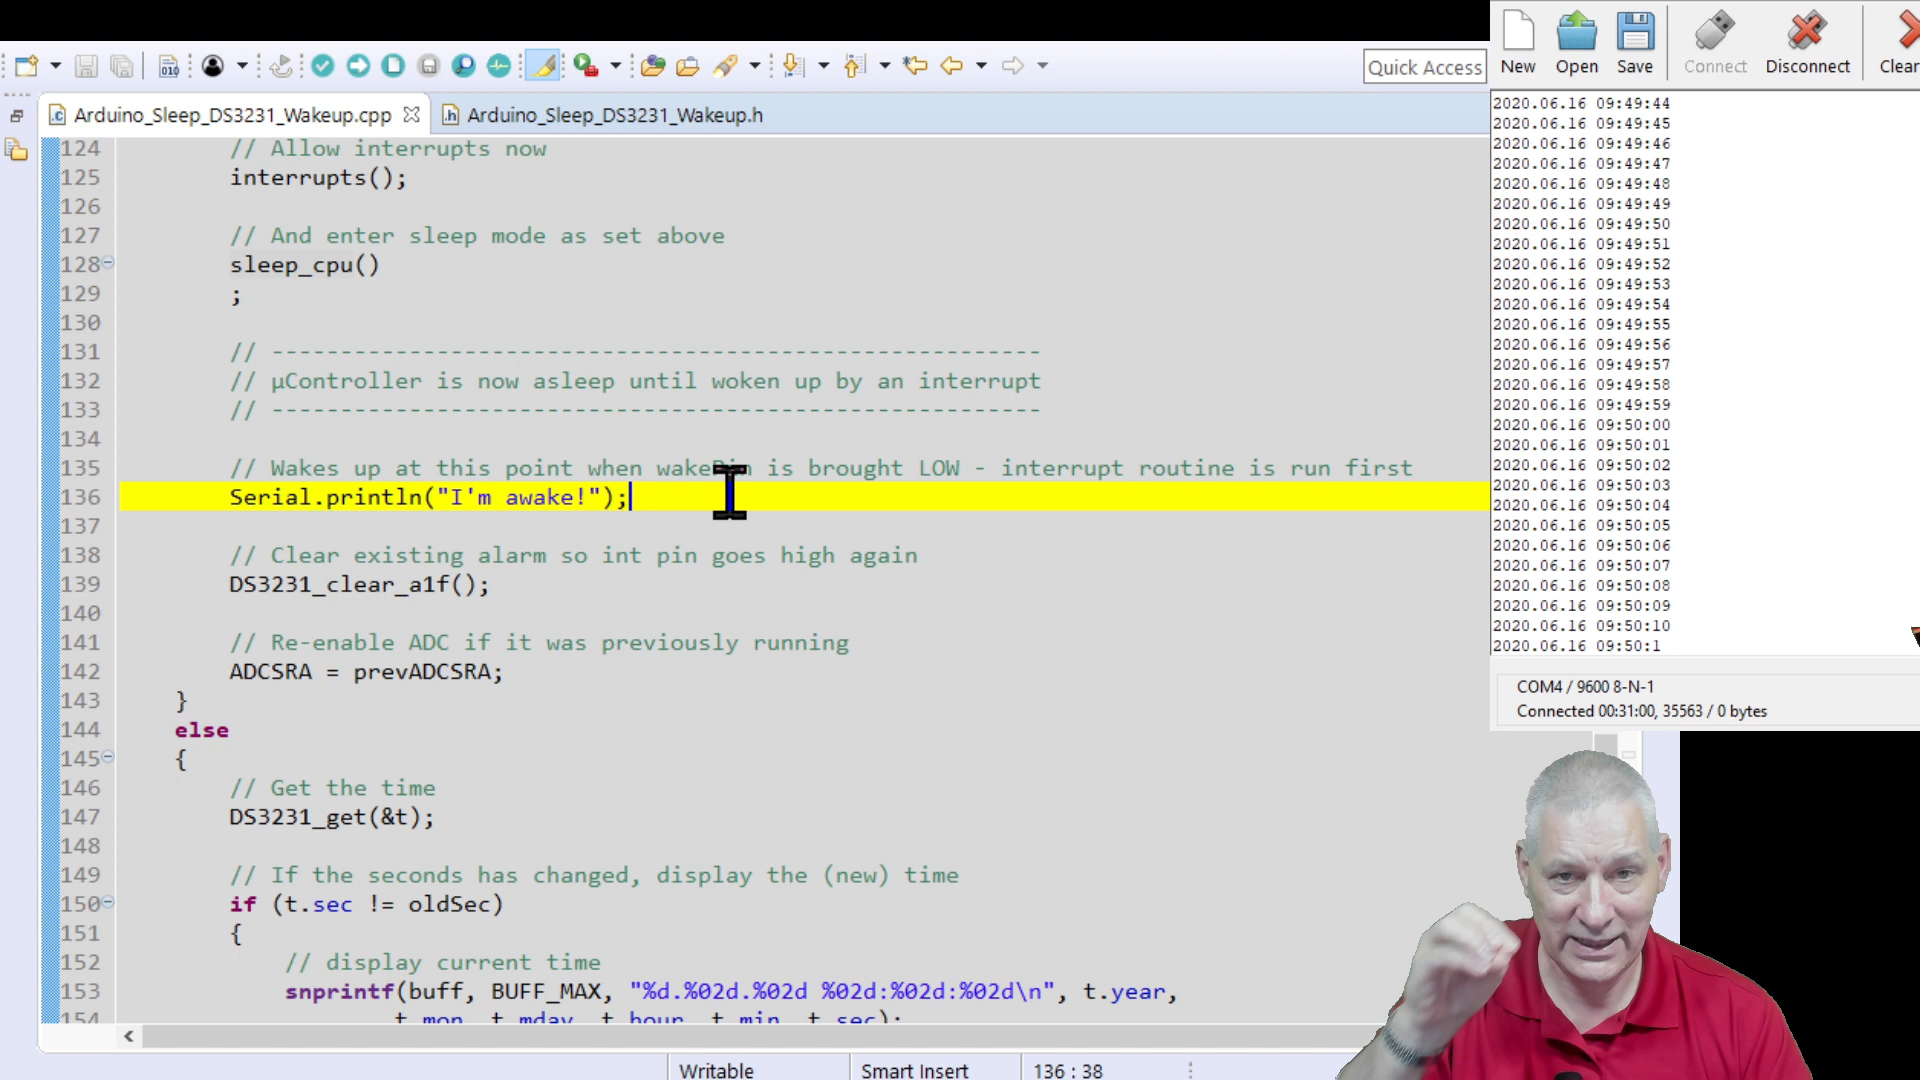 Quick Access
New Open Save Connect Disconnect Clear
Arduino_Sleep_DS3231_Wakeup.cpp
Arduino_Sleep_DS3231_Wakeup.h
124 // Allow interrupts now
125 interrupts();
126
127 // And enter sleep mode as set above
128 sleep_cpu()
129 ;
130
131 // --------------------------------------------------------
132 // µController is now asleep until woken up by an interrupt
133 // --------------------------------------------------------
134
135 // Wakes up at this point when wakePin is brought LOW - interrupt routine is run first
136 Serial.println("I'm awake!");
137
138 // Clear existing alarm so int pin goes high again
139 DS3231_clear_a1f();
140
141 // Re-enable ADC if it was previously running
142 ADCSRA = prevADCSRA;
143 }
144 else
145 {
146 // Get the time
147 DS3231_get(&t);
148
149 // If the seconds has changed, display the (new) time
150 if (t.sec != oldSec)
151 {
152 // display current time
153 snprintf(buff, BUFF_MAX, "%d.%02d.%02d %02d:%02d:%02d\n", t.year,
154 t.mon, t.mday, t.hour, t.min, t.sec);
Writable Smart Insert 136 : 38
2020.06.16 09:49:44
2020.06.16 09:49:45
2020.06.16 09:49:46
2020.06.16 09:49:47
2020.06.16 09:49:48
2020.06.16 09:49:49
2020.06.16 09:49:50
2020.06.16 09:49:51
2020.06.16 09:49:52
2020.06.16 09:49:53
2020.06.16 09:49:54
2020.06.16 09:49:55
2020.06.16 09:49:56
2020.06.16 09:49:57
2020.06.16 09:49:58
2020.06.16 09:49:59
2020.06.16 09:50:00
2020.06.16 09:50:01
2020.06.16 09:50:02
2020.06.16 09:50:03
2020.06.16 09:50:04
2020.06.16 09:50:05
2020.06.16 09:50:06
2020.06.16 09:50:07
2020.06.16 09:50:08
2020.06.16 09:50:09
2020.06.16 09:50:10
2020.06.16 09:50:1
COM4 / 9600 8-N-1
Connected 00:31:00, 35563 / 0 bytes